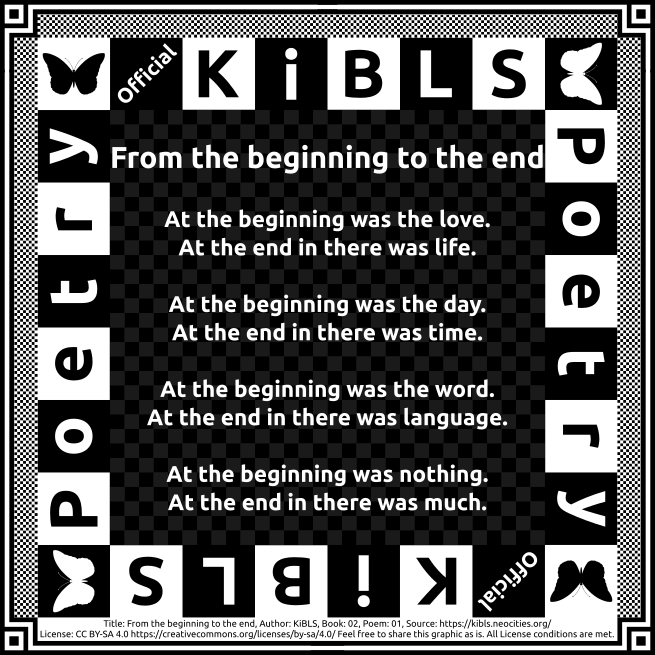 Official KiBLS
Poetry
From the beginning to the end
At the beginning was the love.
At the end in there was life.
At the beginning was the day.
At the end in there was time.
At the beginning was the word.
At the end in there was language.
At the beginning was nothing.
At the end in there was much.
Poetry
Official KiBLS
Title: From the beginning to the end, Author: KiBLS, Book: 02, Poem: 01, Source: https://kibls.neocities.org/
License: CC BY-SA 4.0 https://creativecommons.org/licenses/by-sa/4.0/ Feel free to share this graphic as is. All License conditions are met.